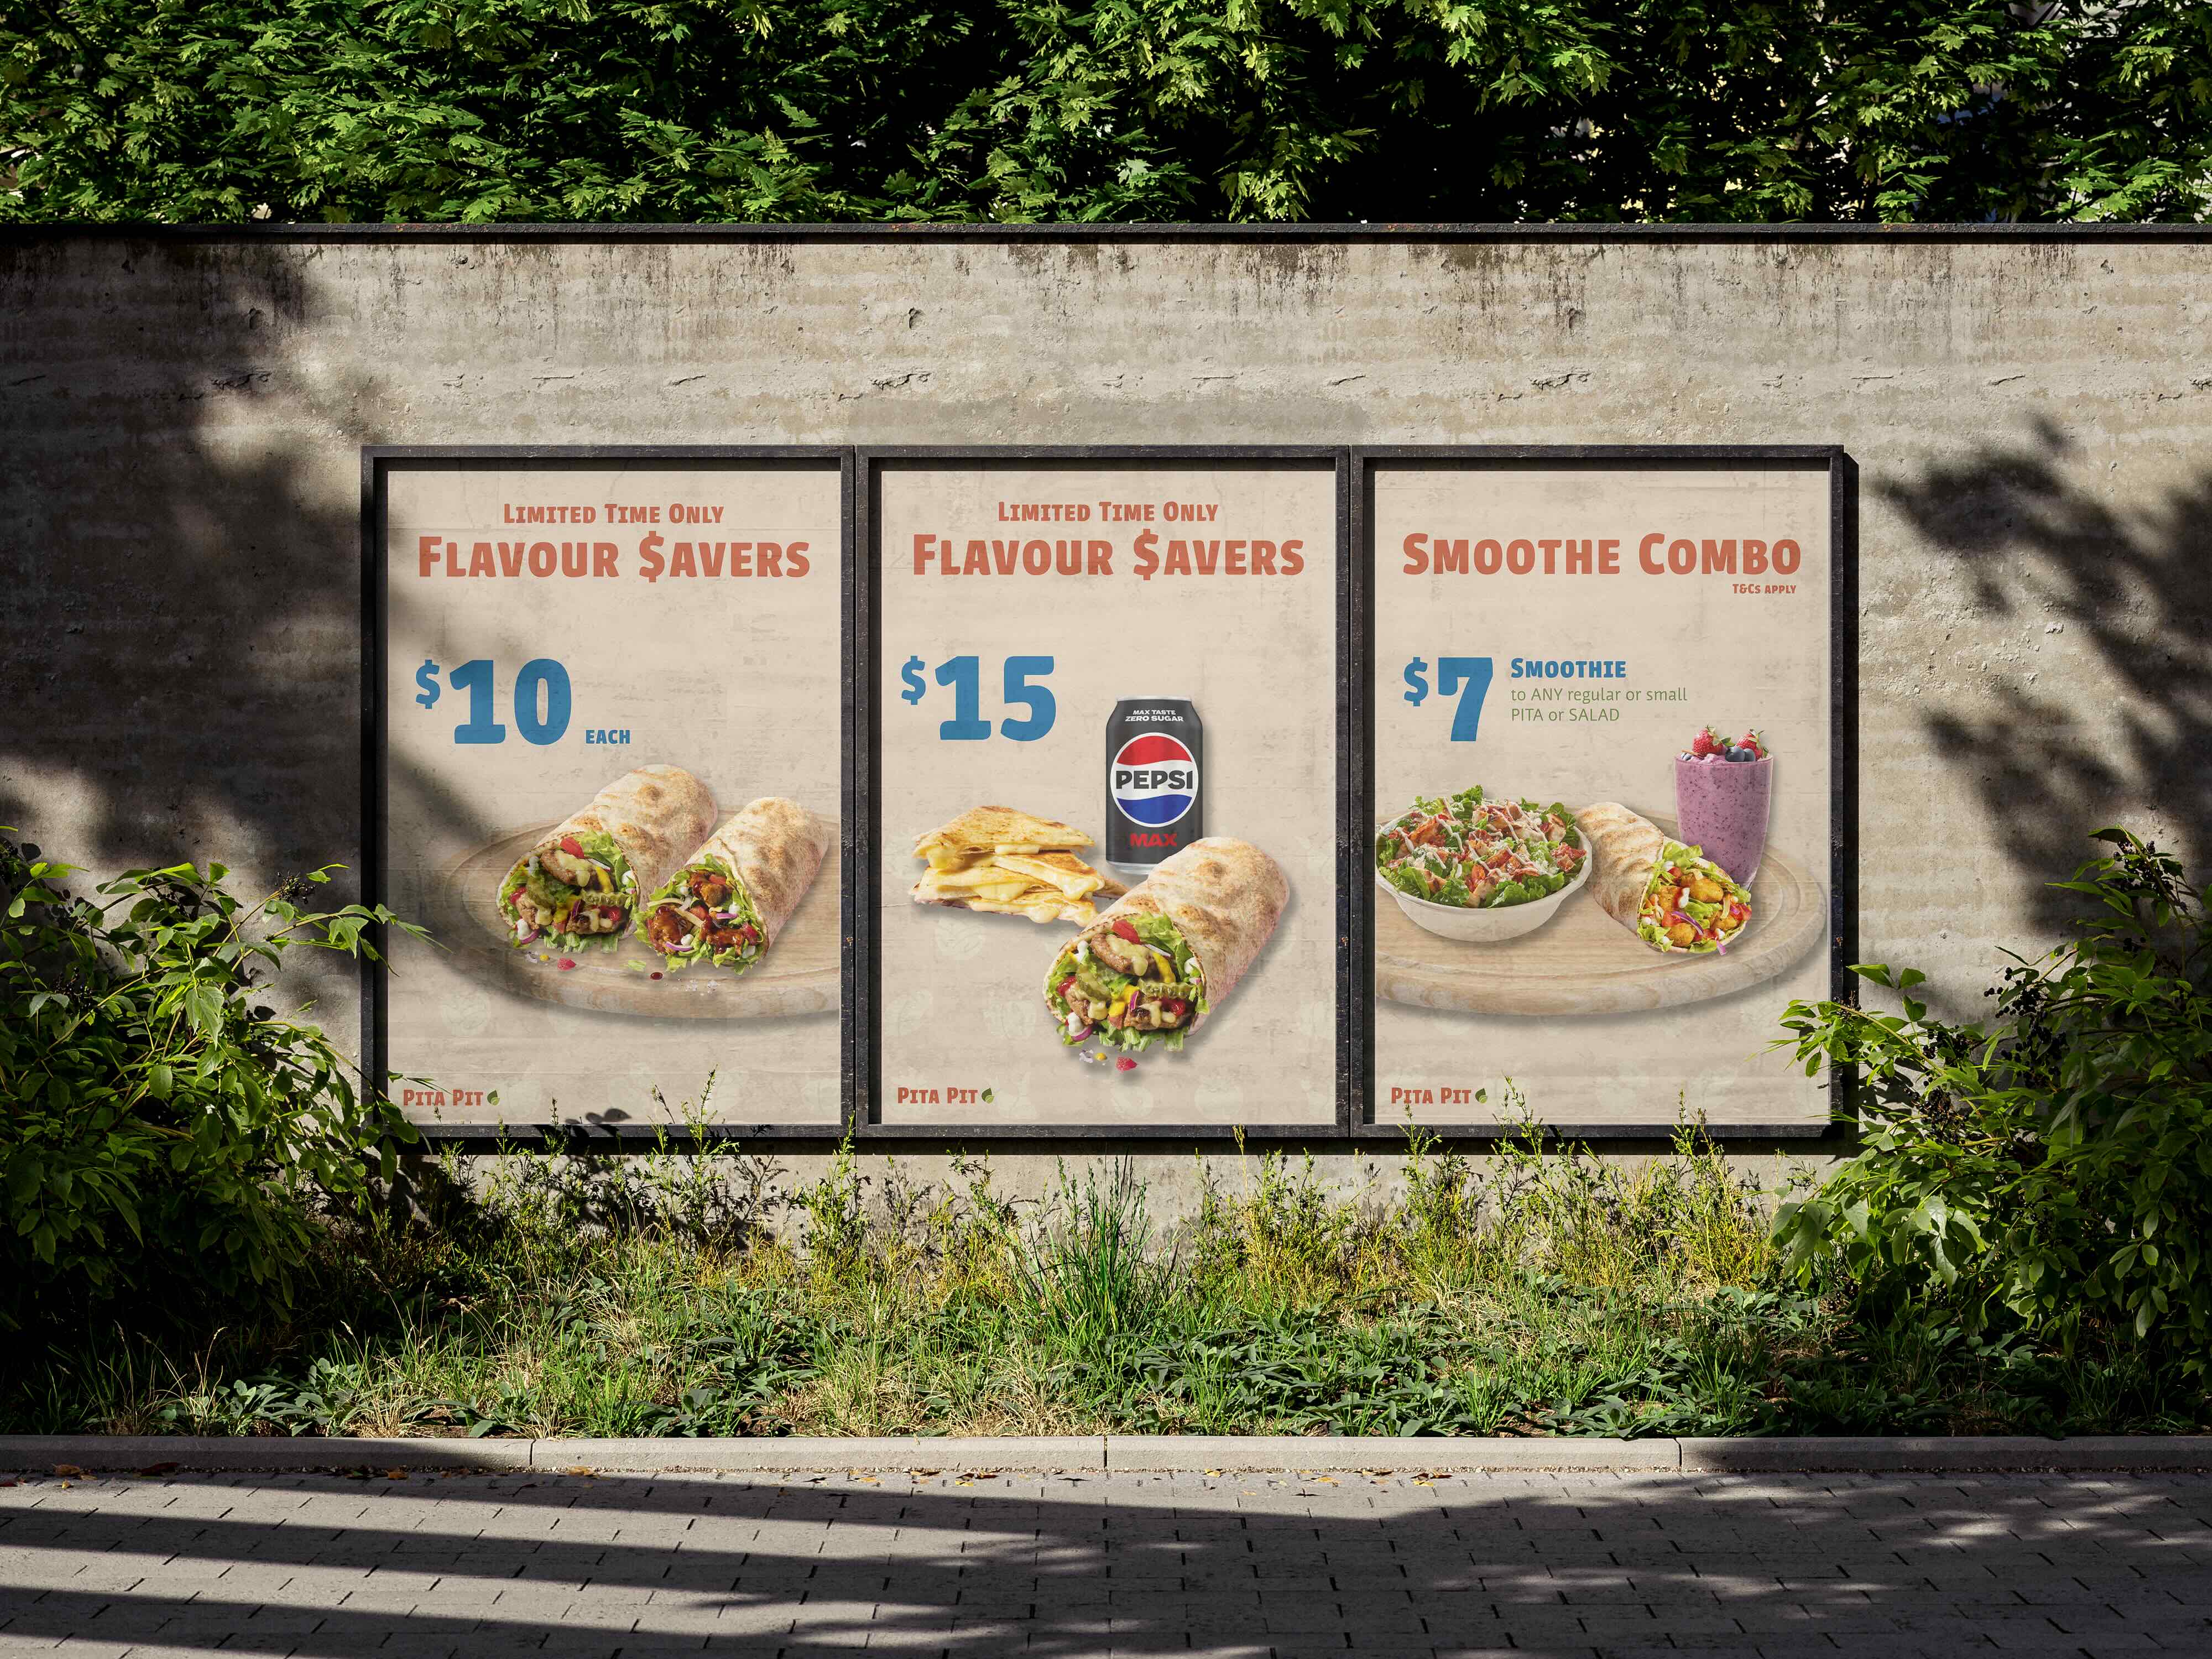 Limited Time Only
Flavour $avers
$10 each
Pita Pit
Limited Time Only
Flavour $avers
$15
MAX TASTE
ZERO SUGAR
PEPSI
MAX
Pita Pit
Smoothe Combo
T&Cs apply
$7 Smoothie
to ANY regular or small
PITA or SALAD
Pita Pit